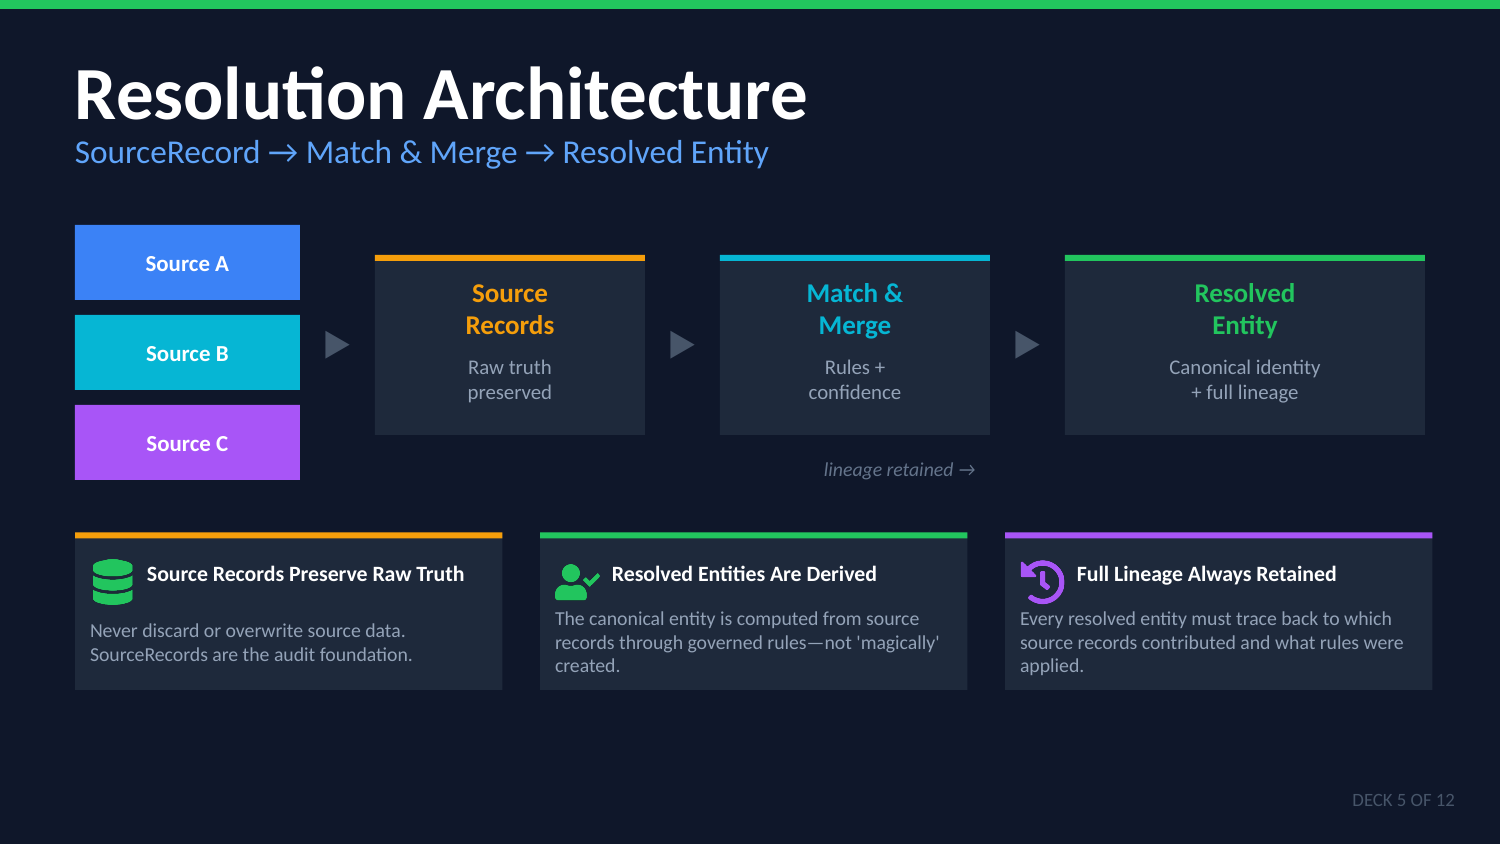 Resolution Architecture
SourceRecord → Match & Merge → Resolved Entity
Source A
Source B
Source C
Source
Records
Raw truth
preserved
Match &
Merge
Rules +
confidence
Resolved
Entity
Canonical identity
+ full lineage
lineage retained →
Source Records Preserve Raw Truth
Never discard or overwrite source data.
SourceRecords are the audit foundation.
Resolved Entities Are Derived
The canonical entity is computed from source
records through governed rules—not 'magically'
created.
Full Lineage Always Retained
Every resolved entity must trace back to which
source records contributed and what rules were
applied.
DECK 5 OF 12